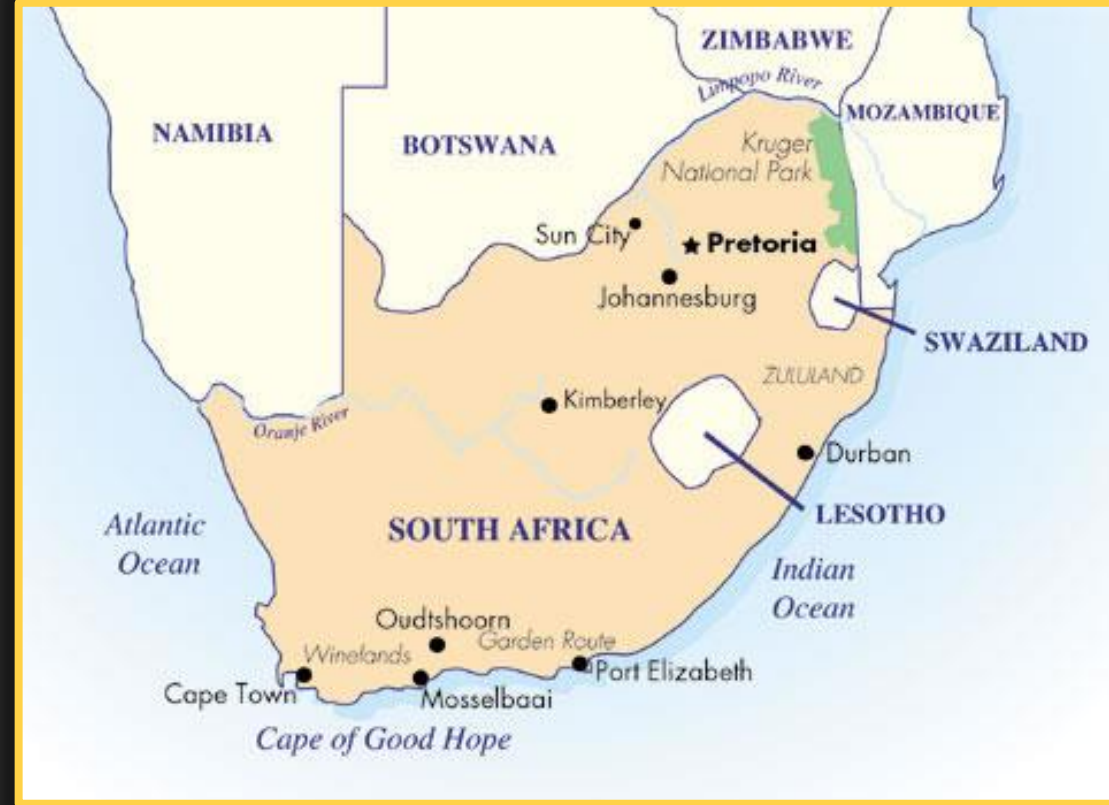 ZIMBABWE
Limpopo River
NAMIBIA
BOTSWANA
MOZAMBIQUE
Kruger
National Park
Sun City
Pretoria
Johannesburg
SWAZILAND
ZULULAND
Kimberley
Oranje River
Durban
LESOTHO
SOUTH AFRICA
Atlantic
Ocean
Indian
Ocean
Oudtshoorn
Garden Route
Winelands
Port Elizabeth
Cape Town
Mosselbaai
Cape of Good Hope